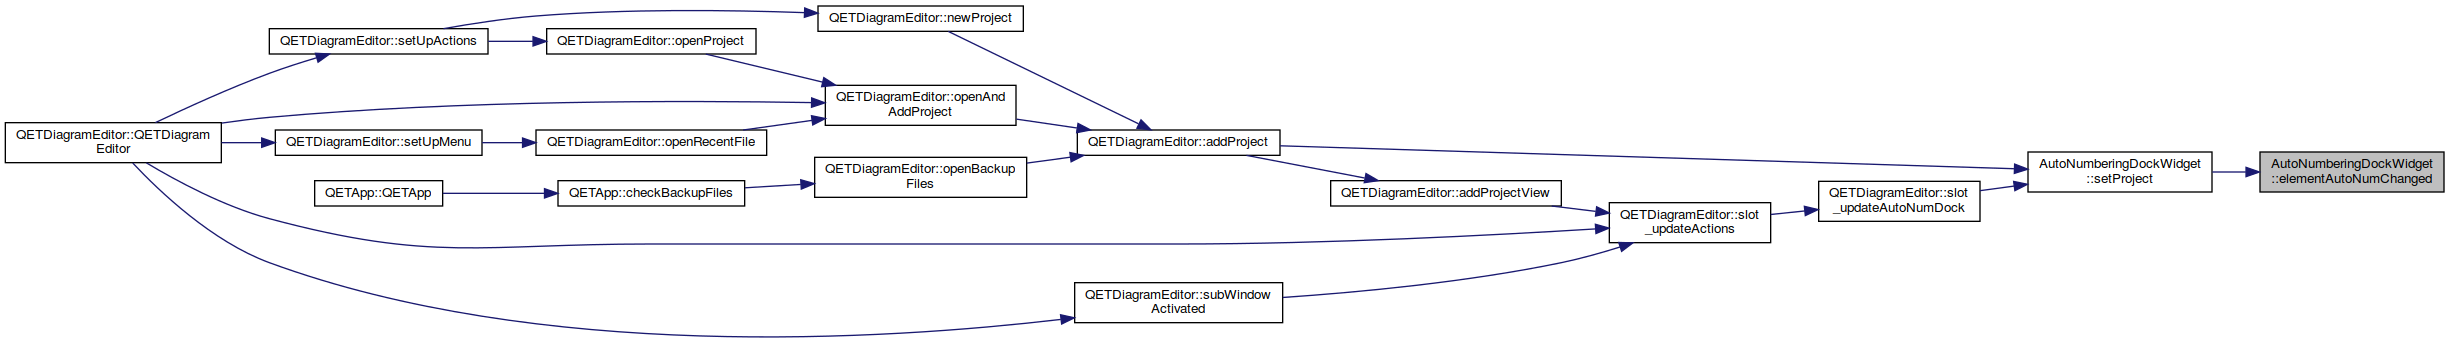 QETDiagramEditor::newProject
QETDiagramEditor::setUpActions
QETDiagramEditor::openProject
QETDiagramEditor::openAnd
AddProject
QETDiagramEditor::QETDiagram
Editor
QETDiagramEditor::setUpMenu
QETDiagramEditor::openRecentFile
QETDiagramEditor::addProject
QETDiagramEditor::openBackup
Files
AutoNumberingDockWidget
::setProject
AutoNumberingDockWidget
::elementAutoNumChanged
QETApp::QETApp
QETApp::checkBackupFiles
QETDiagramEditor::addProjectView
QETDiagramEditor::slot
_updateAutoNumDock
QETDiagramEditor::slot
_updateActions
QETDiagramEditor::subWindow
Activated